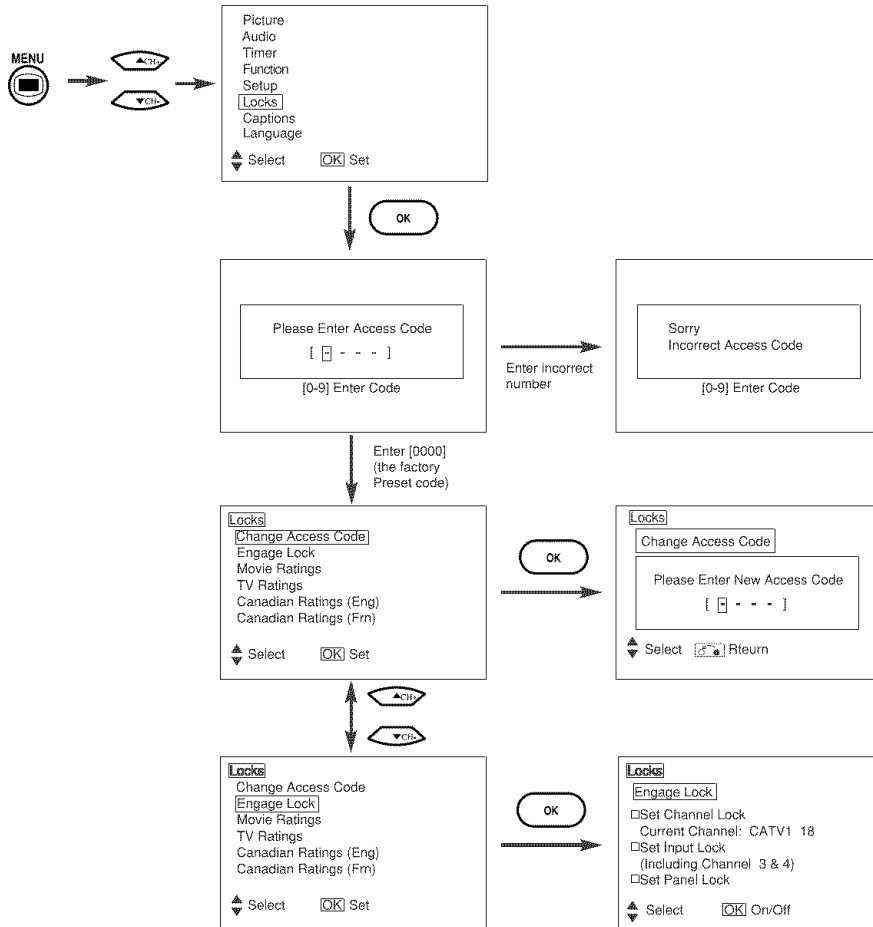 MENU
CH+
CH-
Picture
Audio
Timer
Function
Setup
Locks
Captions
Language
Select OK Set
OK
Please Enter Access Code
[ - - - - ]
[0-9] Enter Code
Enter incorrect
number
Sorry
Incorrect Access Code
[0-9] Enter Code
Enter [0000]
(the factory
Preset code)
Locks
Change Access Code
Engage Lock
Movie Ratings
TV Ratings
Canadian Ratings (Eng)
Canadian Ratings (Frn)
Select OK Set
OK
Locks
Change Access Code
Please Enter New Access Code
[ - - - - ]
Select Rteurn
CH+
CH-
Locks
Change Access Code
Engage Lock
Movie Ratings
TV Ratings
Canadian Ratings (Eng)
Canadian Ratings (Frn)
Select OK Set
OK
Locks
Engage Lock
Set Channel Lock
Current Channel: CATV1 18
Set Input Lock
(Including Channel 3 & 4)
Set Panel Lock
Select OK On/Off